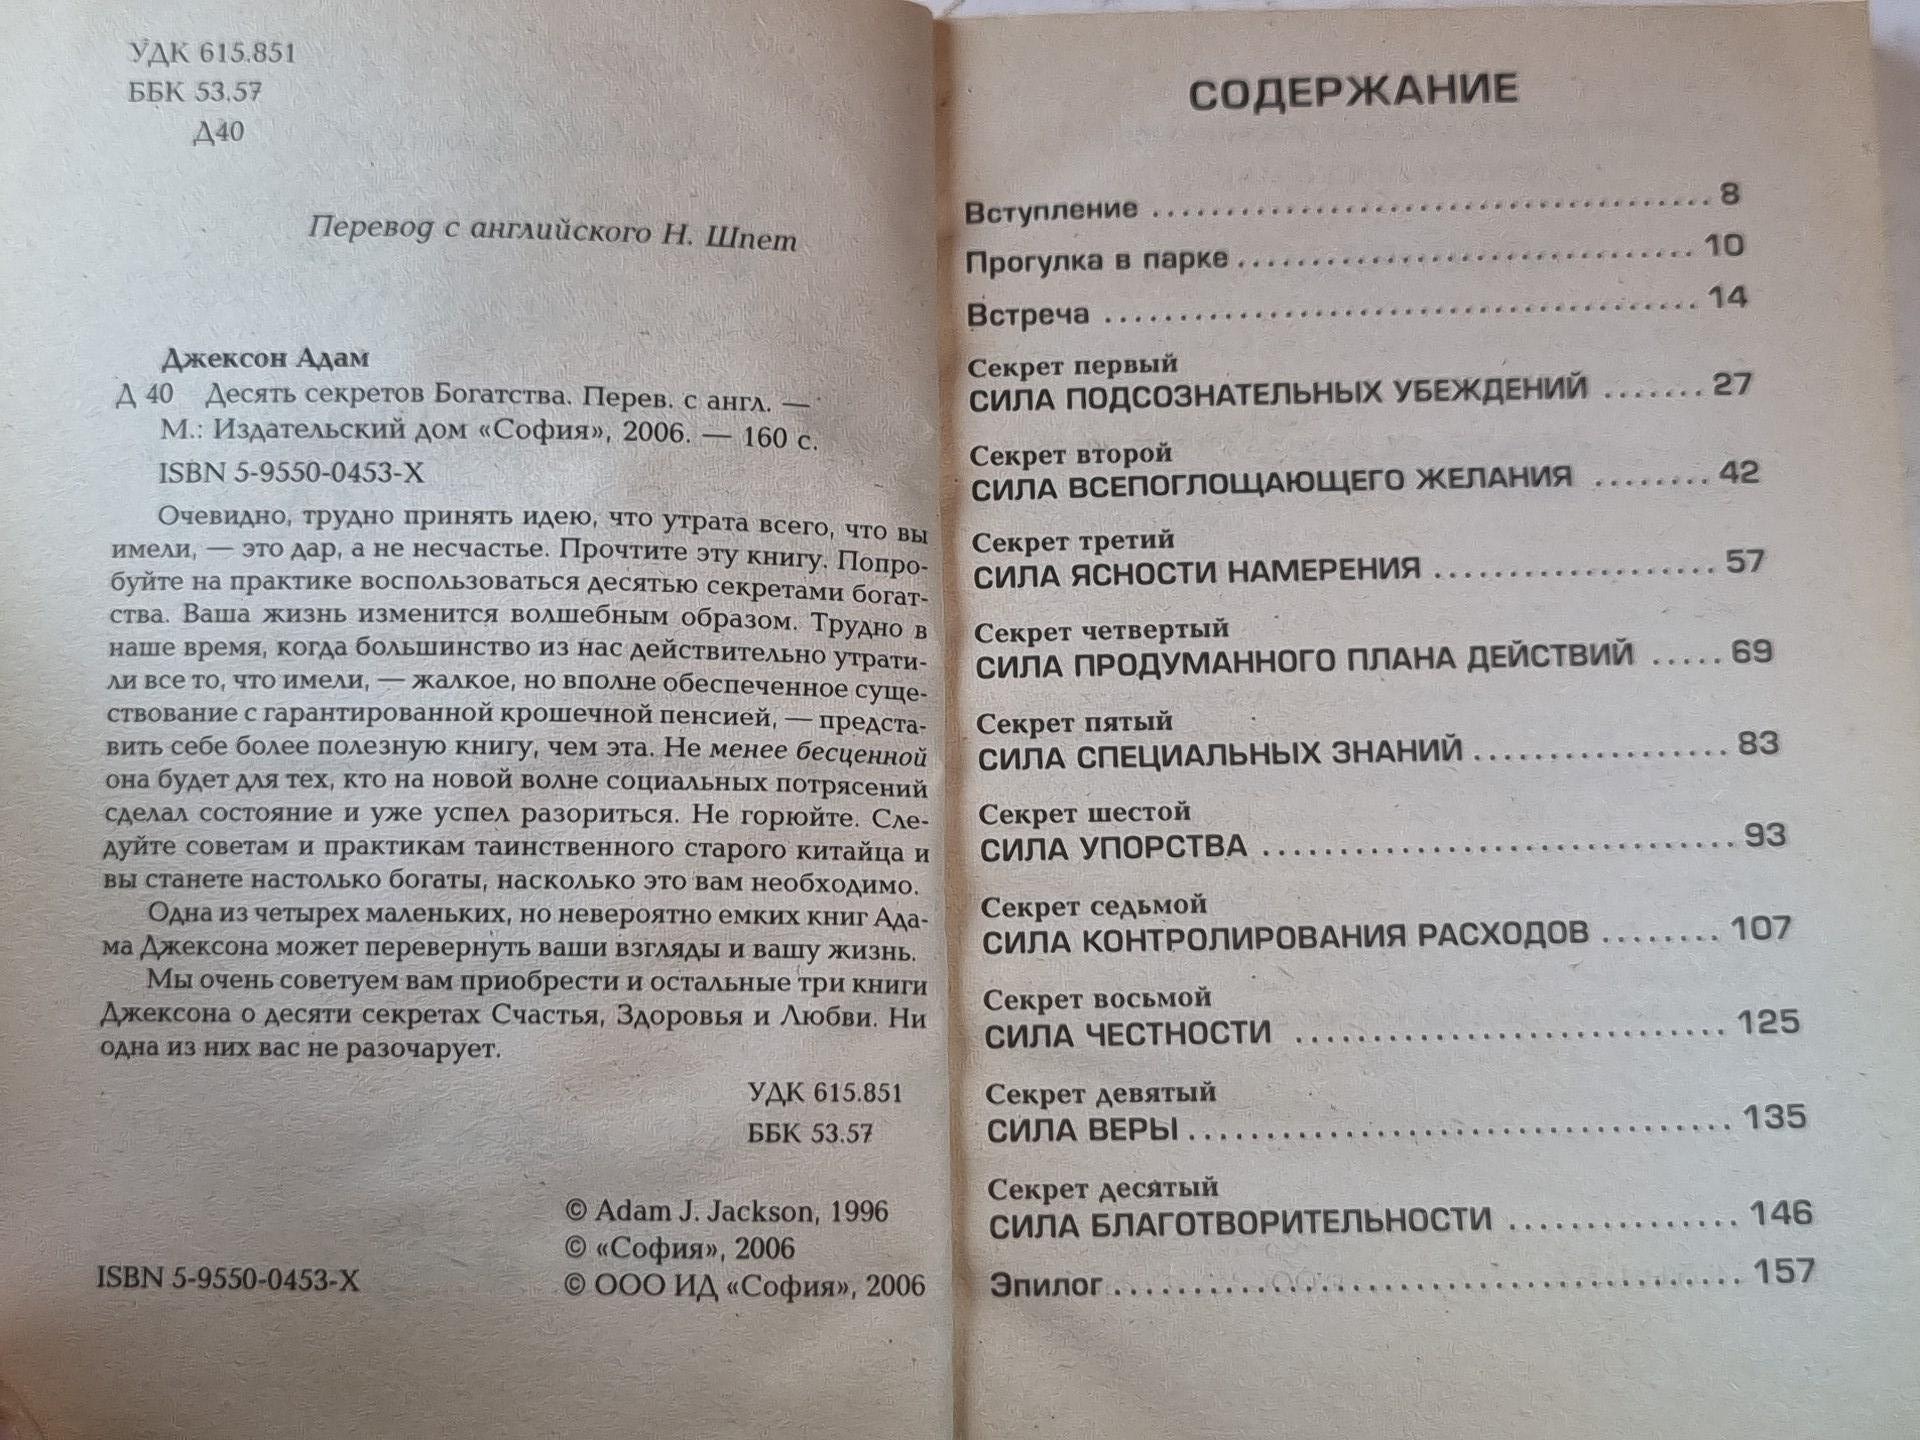 УДК 615.851
ББК 53.57
Д40
Перевод с английского Н. Шпет
Джексон Адам
Д 40 Десять секретов Богатства. Перев. с англ. —
М.: Издательский дом «София», 2006. — 160 с.
ISBN 5-9550-0453-X
Очевидно, трудно принять идею, что утрата всего, что вы
имели, — это дар, а не несчастье. Прочтите эту книгу. Попро-
буйте на практике воспользоваться десятью секретами богат-
ства. Ваша жизнь изменится волшебным образом. Трудно в
наше время, когда большинство из нас действительно утрати-
ли все то, что имели, — жалкое, но вполне обеспеченное суще-
ствование с гарантированной крошечной пенсией, — предста-
вить себе более полезную книгу, чем эта. Не менее бесценной
она будет для тех, кто на новой волне социальных потрясений
сделал состояние и уже успел разориться. Не горюйте. Сле-
дуйте советам и практикам таинственного старого китайца и
вы станете настолько богаты, насколько это вам необходимо.
Одна из четырех маленьких, но невероятно емких книг Ада-
ма Джексона может перевернуть ваши взгляды и вашу жизнь.
Мы очень советуем вам приобрести и остальные три книги
Джексона о десяти секретах Счастья, Здоровья и Любви. Ни
одна из них вас не разочарует.
УДК 615.851
ББК 53.57
© Adam J. Jackson, 1996
© «София», 2006
ISBN 5-9550-0453-X © ООО ИД «София», 2006
СОДЕРЖАНИЕ
Вступление ........................................ 8
Прогулка в парке ................................ 10
Встреча ........................................ 14
Секрет первый
СИЛА ПОДСОЗНАТЕЛЬНЫХ УБЕЖДЕНИЙ ....... 27
Секрет второй
СИЛА ВСЕПОГЛОЩАЮЩЕГО ЖЕЛАНИЯ ........ 42
Секрет третий
СИЛА ЯСНОСТИ НАМЕРЕНИЯ ................... 57
Секрет четвертый
СИЛА ПРОДУМАННОГО ПЛАНА ДЕЙСТВИЙ ..... 69
Секрет пятый
СИЛА СПЕЦИАЛЬНЫХ ЗНАНИЙ ................. 83
Секрет шестой
СИЛА УПОРСТВА ............................... 93
Секрет седьмой
СИЛА КОНТРОЛИРОВАНИЯ РАСХОДОВ ........ 107
Секрет восьмой
СИЛА ЧЕСТНОСТИ ............................ 125
Секрет девятый
СИЛА ВЕРЫ ................................... 135
Секрет десятый
СИЛА БЛАГОТВОРИТЕЛЬНОСТИ ............... 146
Эпилог ......................................... 157